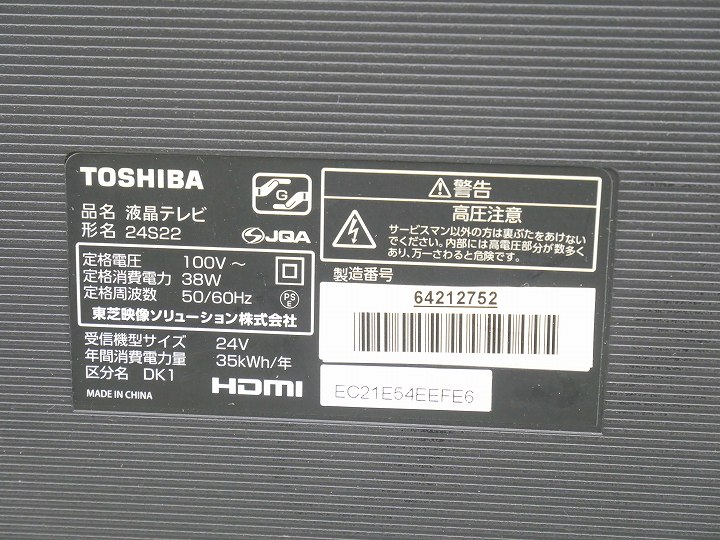 TOSHIBA
品名 液晶テレビ
形名 24S22
G
JQA
定格電圧 100V～
定格消費電力 38W
定格周波数 50/60Hz
PS
E
東芝映像ソリューション株式会社
受信機型サイズ 24V
年間消費電力量 35kWh/年
区分名 DK1
MADE IN CHINA
HDMI
⚠警告
高圧注意
サービスマン以外の方は裏ぶたをあけない
でください。内部には高電圧部分が数多く
あり、万一さわると危険です。
製造番号
64212752
EC21E54EEFE6